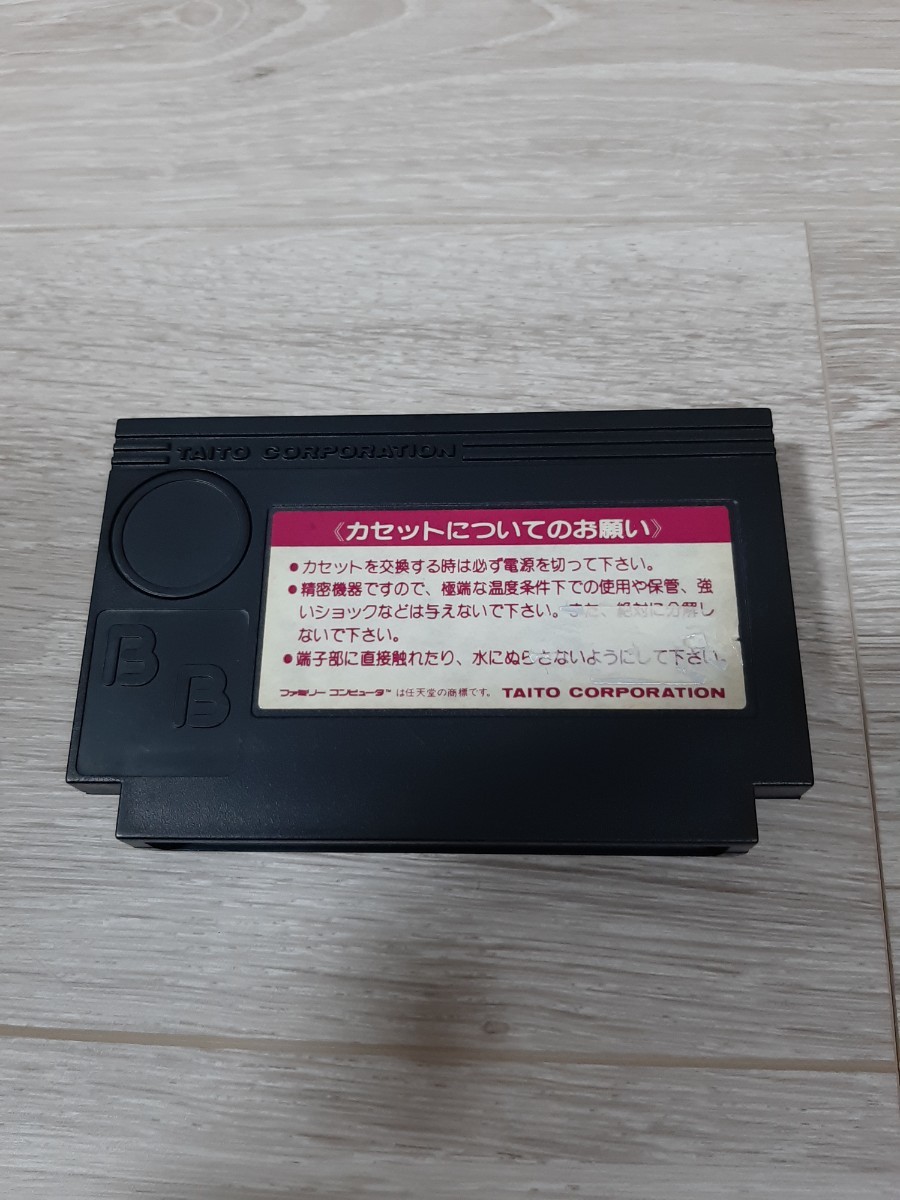 TAITO CORPORATION
《カセットについてのお願い》
●カセットを交換する時は必ず電源を切って下さい。
●精密機器ですので、極端な温度条件下での使用や保管、強
いショックなどは与えないで下さい。また、絶対に分解し
ないで下さい。
●端子部に直接触れたり、水にぬらさないようにして下さい。
ファミリー コンピュータ™ は任天堂の商標です。 TAITO CORPORATION
B
B